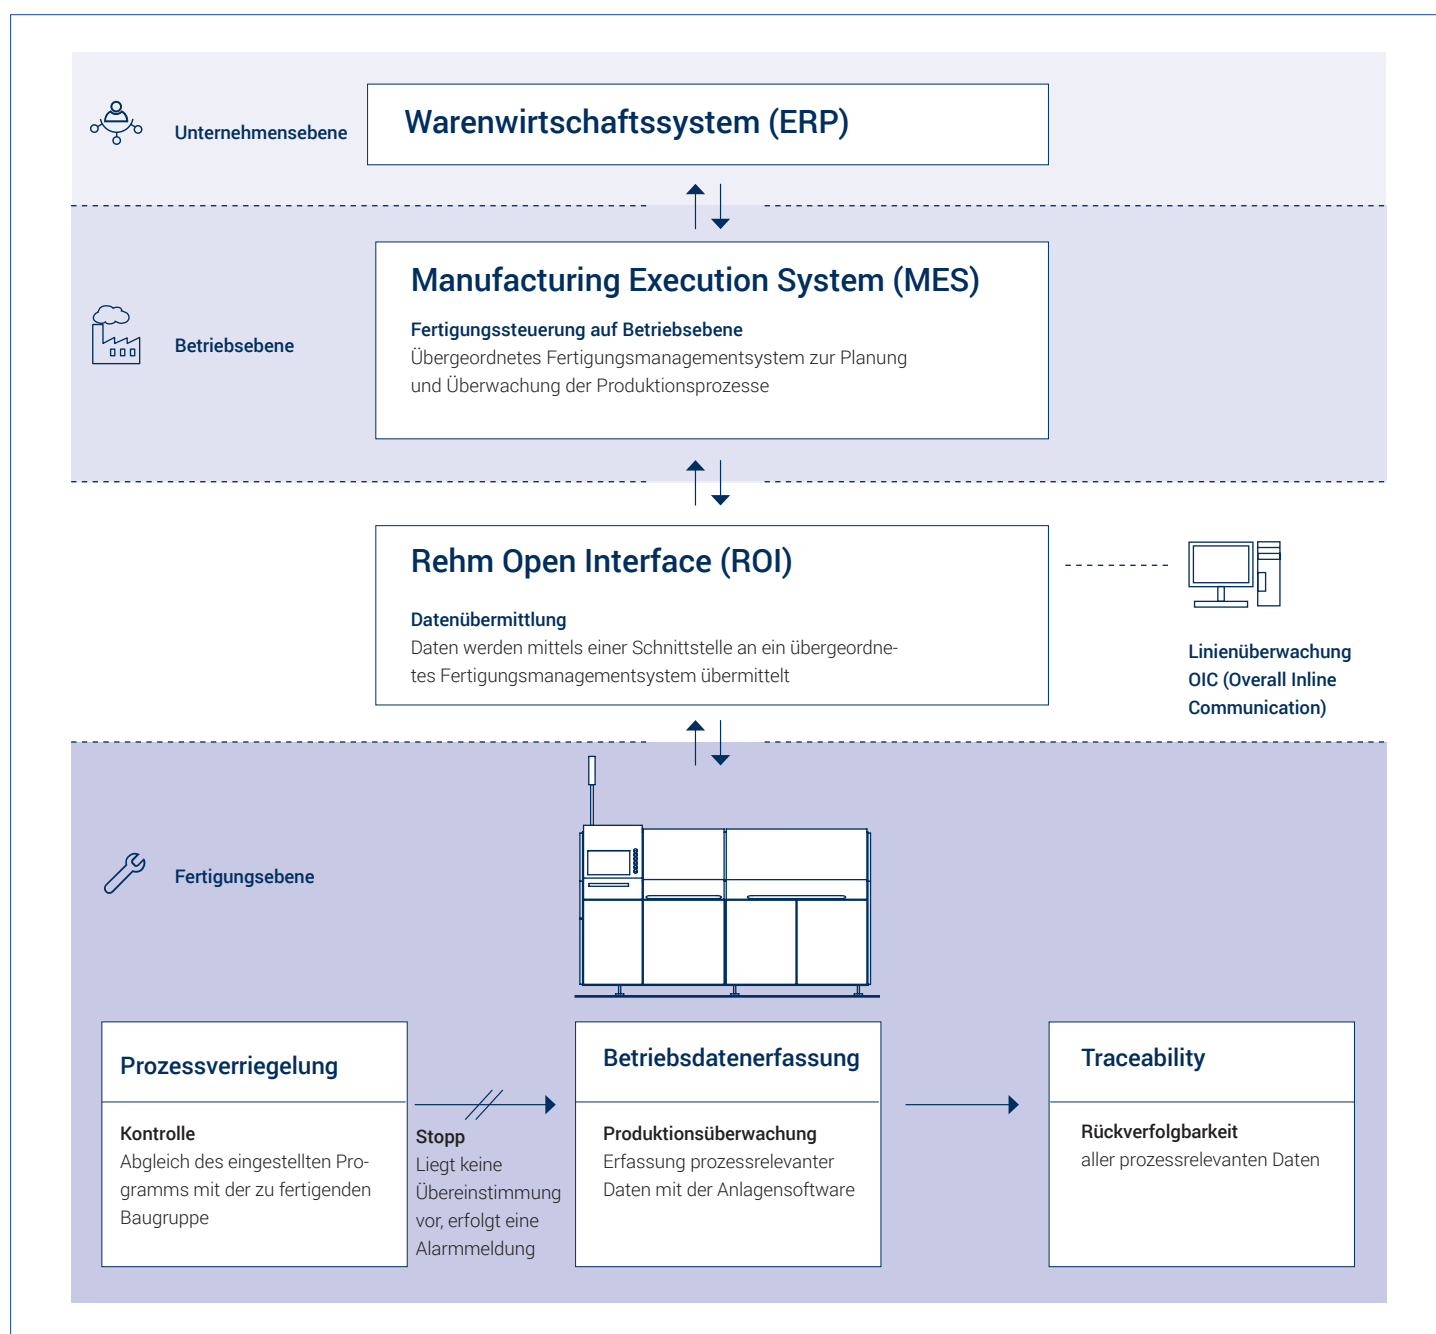 Unternehmensebene
Warenwirtschaftssystem (ERP)
Betriebsebene
Manufacturing Execution System (MES)
Fertigungssteuerung auf Betriebsebene
Übergeordnetes Fertigungsmanagementsystem zur Planung
und Überwachung der Produktionsprozesse
Rehm Open Interface (ROI)
Datenübermittlung
Daten werden mittels einer Schnittstelle an ein übergeordne-
tes Fertigungsmanagementsystem übermittelt
Linienüberwachung
OIC (Overall Inline
Communication)
Fertigungsebene
Prozessverriegelung
Kontrolle
Abgleich des eingestellten Pro-
gramms mit der zu fertigenden
Baugruppe
Stopp
Liegt keine
Übereinstimmung
vor, erfolgt eine
Alarmmeldung
Betriebsdatenerfassung
Produktionsüberwachung
Erfassung prozessrelevanter
Daten mit der Anlagensoftware
Traceability
Rückverfolgbarkeit
aller prozessrelevanten Daten